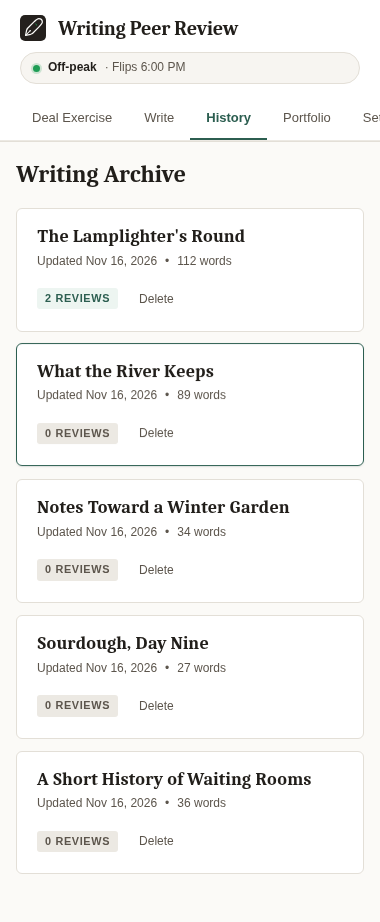 Writing Peer Review
Off-peak · Flips 6:00 PM
Deal Exercise Write History Portfolio
Writing Archive
The Lamplighter's Round
Updated Nov 16, 2026 • 112 words
2 REVIEWS Delete
What the River Keeps
Updated Nov 16, 2026 • 89 words
0 REVIEWS Delete
Notes Toward a Winter Garden
Updated Nov 16, 2026 • 34 words
0 REVIEWS Delete
Sourdough, Day Nine
Updated Nov 16, 2026 • 27 words
0 REVIEWS Delete
A Short History of Waiting Rooms
Updated Nov 16, 2026 • 36 words
0 REVIEWS Delete